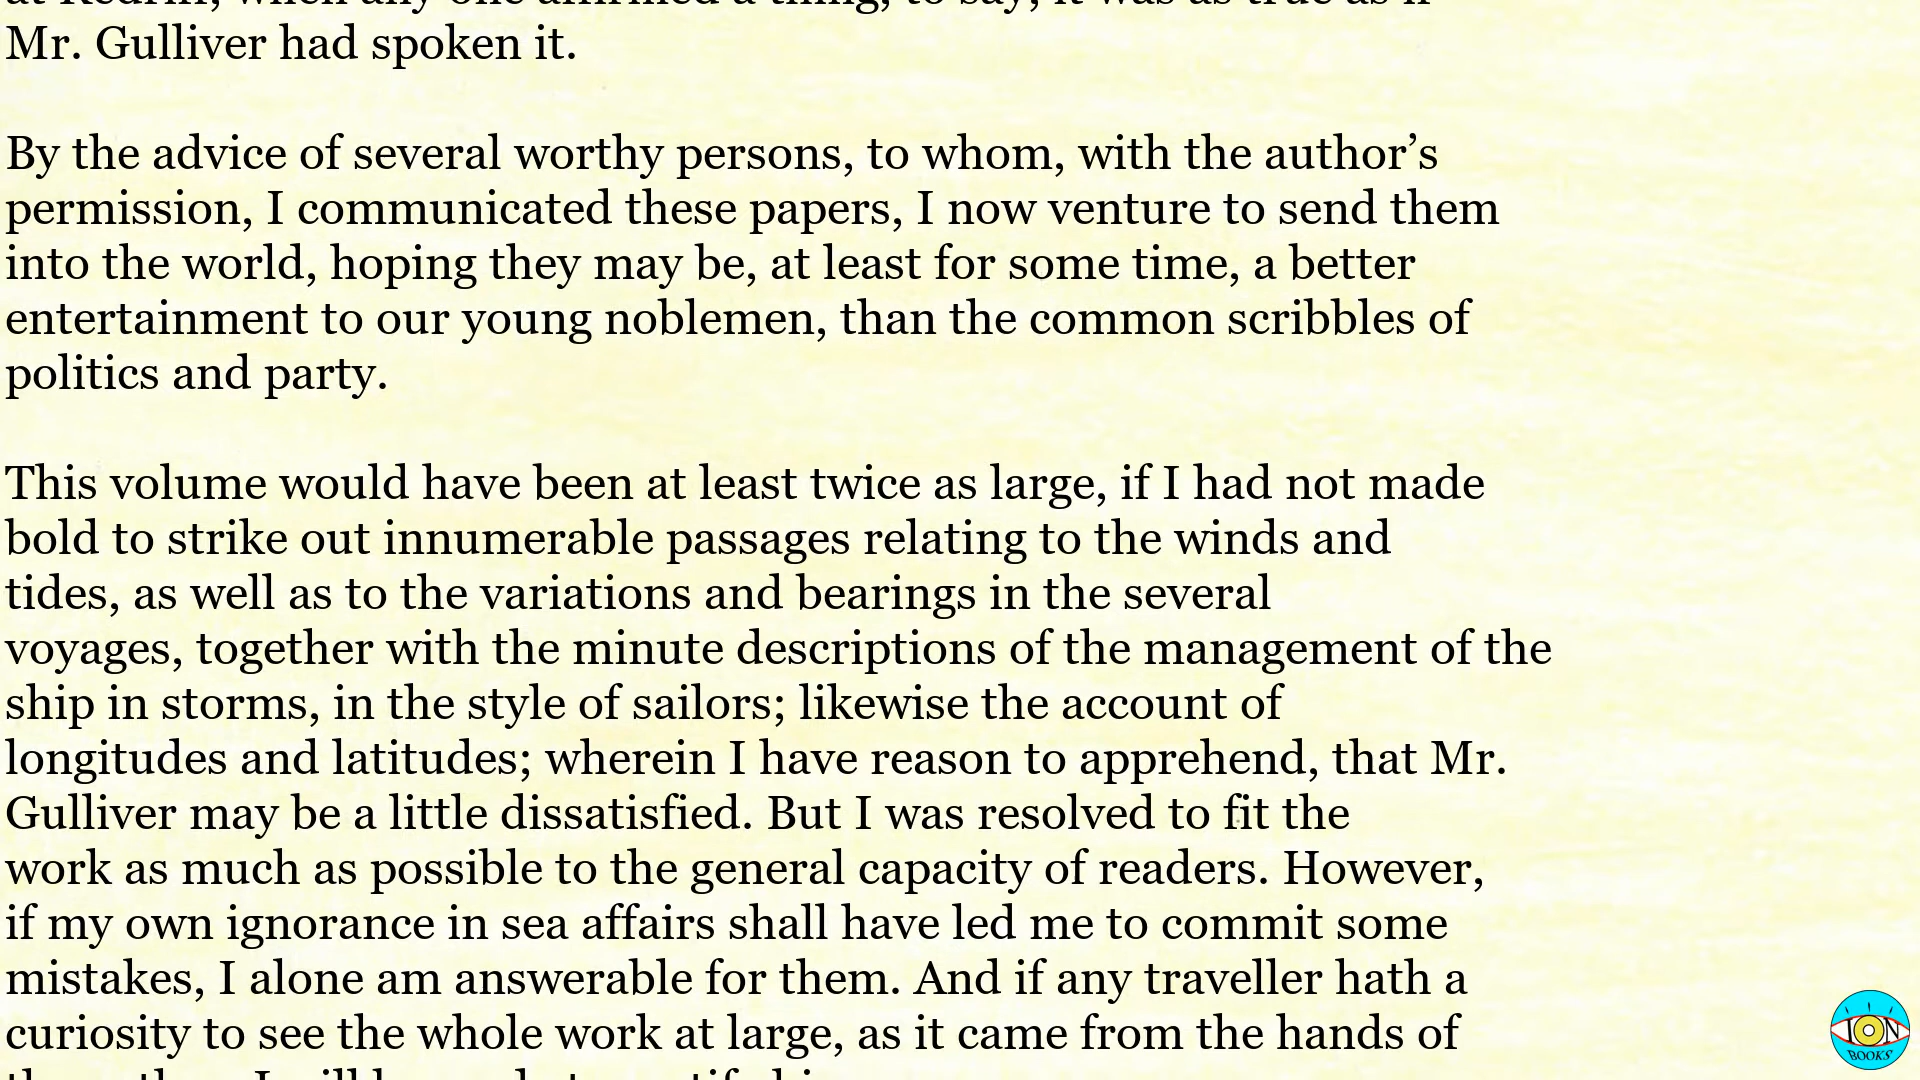 Mr. Gulliver had spoken it.
By the advice of several worthy persons, to whom, with the author’s
permission, I communicated these papers, I now venture to send them
into the world, hoping they may be, at least for some time, a better
entertainment to our young noblemen, than the common scribbles of
politics and party.
This volume would have been at least twice as large, if I had not made
bold to strike out innumerable passages relating to the winds and
tides, as well as to the variations and bearings in the several
voyages, together with the minute descriptions of the management of the
ship in storms, in the style of sailors; likewise the account of
longitudes and latitudes; wherein I have reason to apprehend, that Mr.
Gulliver may be a little dissatisfied. But I was resolved to fit the
work as much as possible to the general capacity of readers. However,
if my own ignorance in sea affairs shall have led me to commit some
mistakes, I alone am answerable for them. And if any traveller hath a
curiosity to see the whole work at large, as it came from the hands of
ION
BOOKS